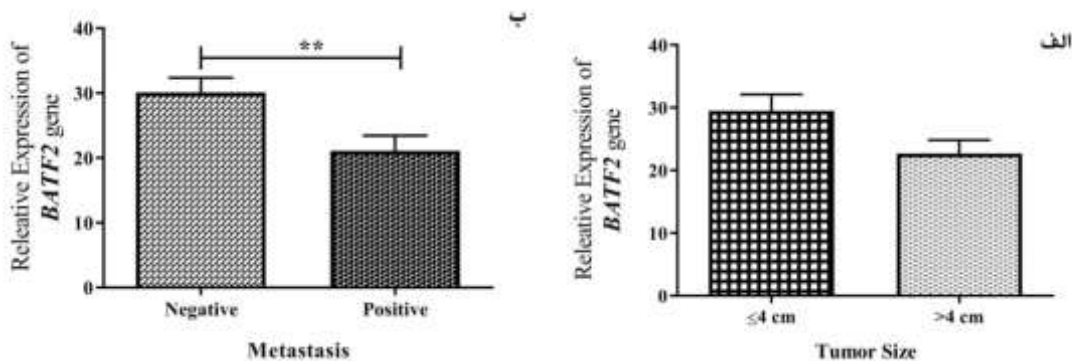 ب
**
Releative Expression of
BATF2 gene
40
30
20
10
0
Negative
Positive
Metastasis
الف
Releative Expression of
BATF2 gene
40
30
20
10
0
≤4 cm
>4 cm
Tumor Size